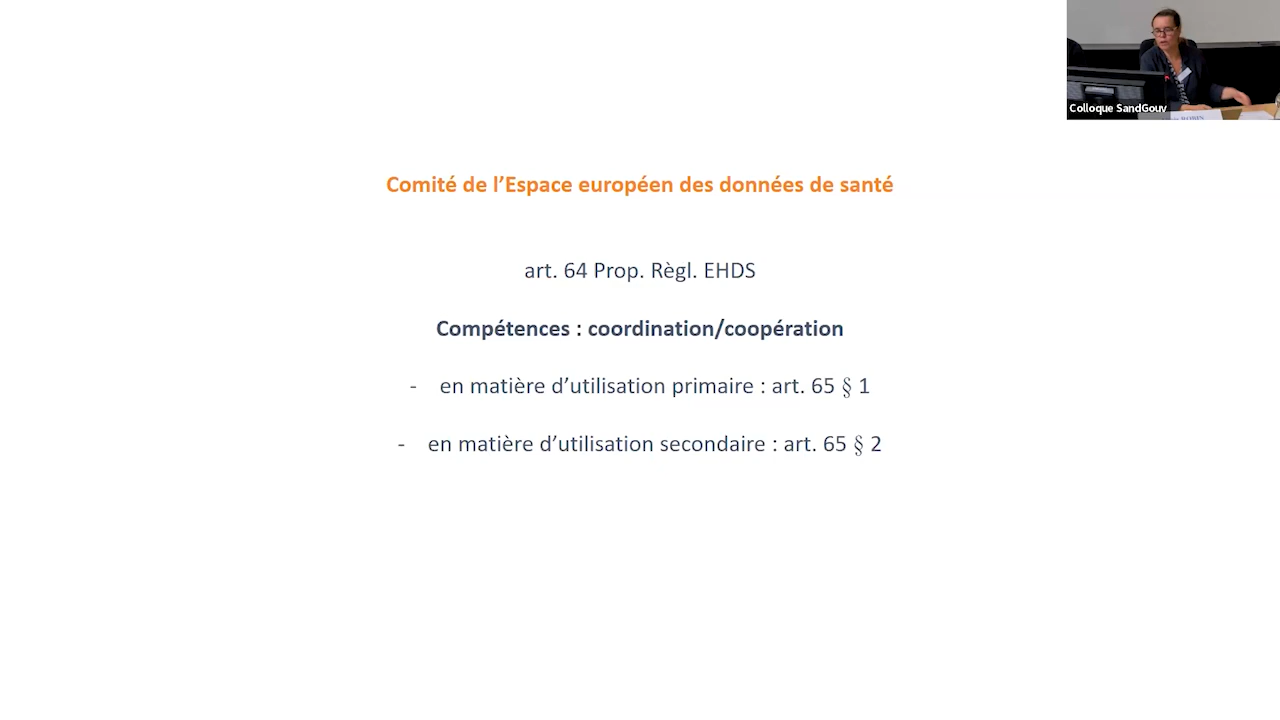 Colloque SandGouv
ROBIN
Comité de l’Espace européen des données de santé
art. 64 Prop. Règl. EHDS
Compétences : coordination/coopération
- en matière d’utilisation primaire : art. 65 § 1
- en matière d’utilisation secondaire : art. 65 § 2